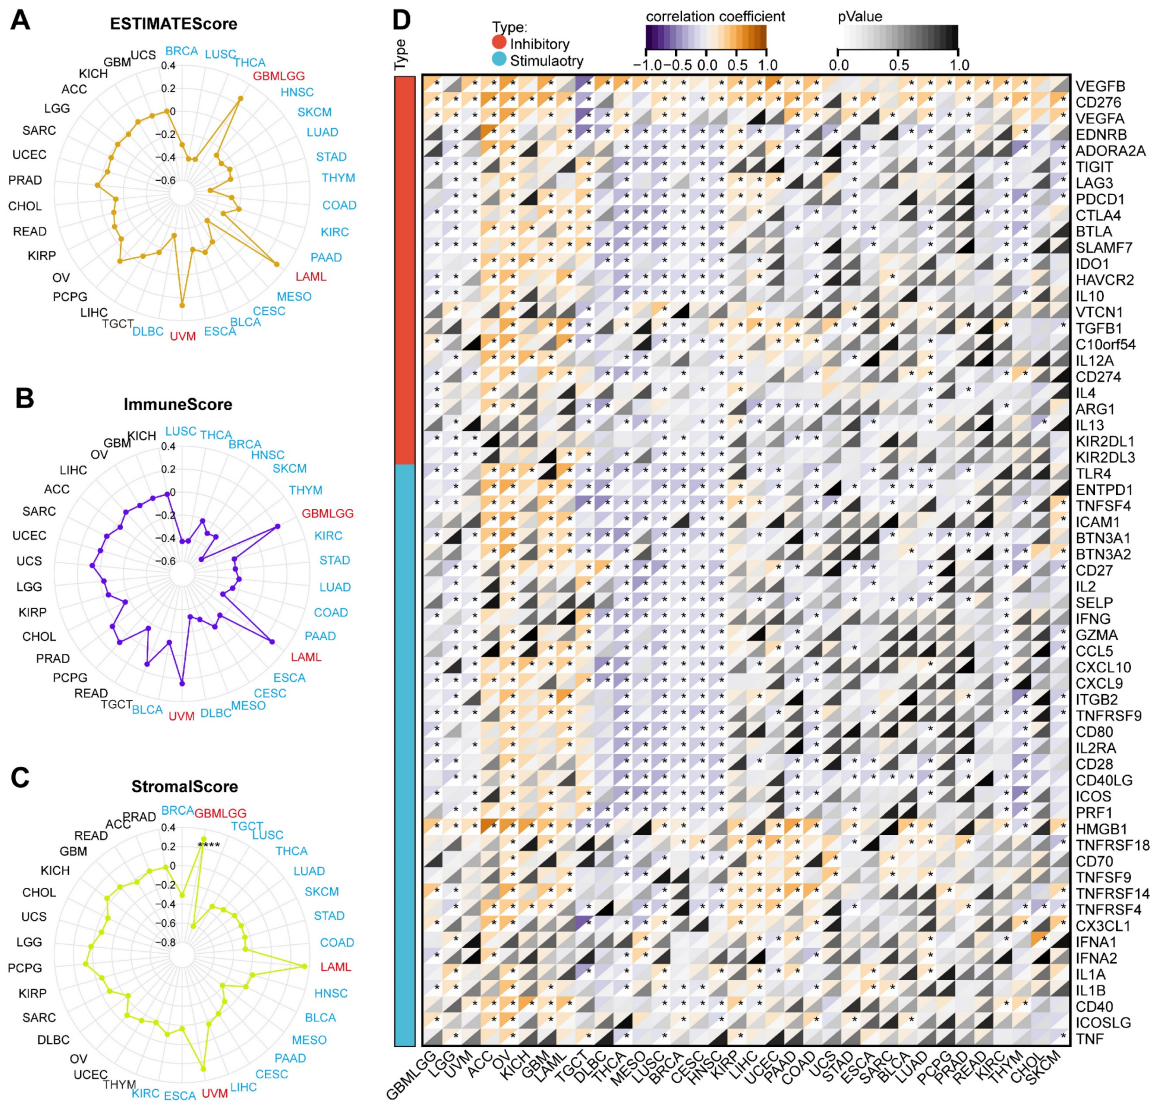 A
ESTIMATEScore
BRCA
LUSC
THCA
GBMLGG
HNSC
SKCM
LUAD
STAD
THYM
COAD
KIRC
PAAD
LAML
MESO
CESC
BLCA
ESCA
UVM
DLBC
TGCT
LIHC
PCPG
OV
KIRP
READ
CHOL
PRAD
UCEC
SARC
LGG
ACC
KICH
GBM
UCS
0.4
0.2
0
−0.2
−0.4
−0.6
B
ImmuneScore
LUSC
THCA
BRCA
HNSC
SKCM
THYM
GBMLGG
KIRC
STAD
LUAD
COAD
PAAD
LAML
ESCA
CESC
MESO
DLBC
UVM
BLCA
TGCT
READ
PCPG
PRAD
CHOL
KIRP
LGG
UCS
UCEC
SARC
ACC
LIHC
OV
GBM
KICH
0.4
0.2
0
−0.2
−0.4
−0.6
C
StromalScore
BRCA
GBMLGG
TGCT
LUSC
THCA
LUAD
SKCM
STAD
COAD
LAML
HNSC
BLCA
MESO
PAAD
CESC
LIHC
UVM
ESCA
KIRC
THYM
UCEC
OV
DLBC
SARC
KIRP
PCPG
LGG
UCS
CHOL
KICH
GBM
READ
ACC
PRAD
0.4
0.2
0
−0.2
−0.4
−0.6
−0.8
****
D
Type
Type:
Inhibitory
Stimulaotry
correlation coefficient
−1.0 −0.5 0.0 0.5 1.0
pValue
0.0 0.5 1.0
VEGFB
CD276
VEGFA
EDNRB
ADORA2A
TIGIT
LAG3
PDCD1
CTLA4
BTLA
SLAMF7
IDO1
HAVCR2
IL10
VTCN1
TGFB1
C10orf54
IL12A
CD274
IL4
ARG1
IL13
KIR2DL1
KIR2DL3
TLR4
ENTPD1
TNFSF4
ICAM1
BTN3A1
BTN3A2
CD27
IL2
SELP
IFNG
GZMA
CCL5
CXCL10
CXCL9
ITGB2
TNFRSF9
CD80
IL2RA
CD28
CD40LG
ICOS
PRF1
HMGB1
TNFRSF18
CD70
TNFSF9
TNFRSF14
TNFRSF4
CX3CL1
IFNA1
IFNA2
IL1A
IL1B
CD40
ICOSLG
TNF
GBMLGG
LGG
UVM
ACC
OV
KICH
GBM
LAML
TGCT
DLBC
THCA
MESO
LUSC
BRCA
CESC
HNSC
KIRP
LIHC
UCEC
PAAD
COAD
UCS
STAD
ESCA
SARC
BLCA
LUAD
PCPG
PRAD
READ
KIRC
THYM
CHOL
SKCM